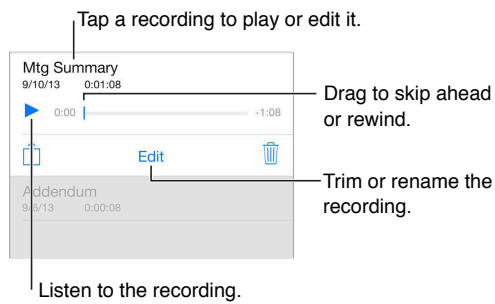 Tap a recording to play or edit it.
Mtg Summary
9/10/13 0:01:08
0:00 -1:08
Drag to skip ahead
or rewind.
Edit
Trim or rename the
recording.
Addendum
9/6/13 0:00:08
Listen to the recording.